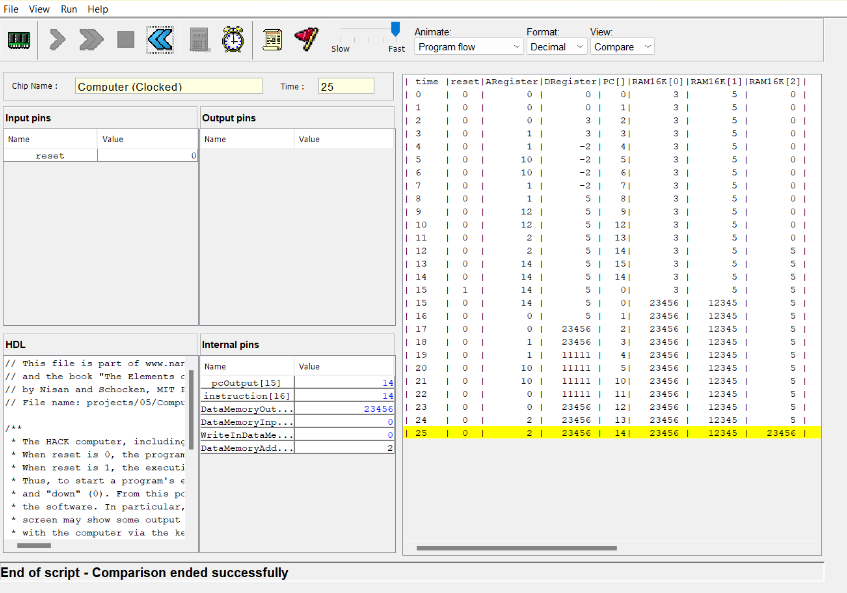 File View Run Help
Slow Fast
Animate: Format: View:
Program flow Decimal Compare
Chip Name : Computer (Clocked) Time : 25
Input pins
Name Value
reset 0
Output pins
Name Value
HDL
// This file is part of www.nan
// and the book "The Elements o
// by Nisan and Schocken, MIT P
// File name: projects/05/Compu
/**
* The HACK computer, including
* When reset is 0, the program
* When reset is 1, the executi
* Thus, to start a program's e
* and "down" (0). From this po
* the software. In particular,
* screen may show some output
* with the computer via the ke
Internal pins
Name Value
pcOutput[15] 14
instruction[16] 14
DataMemoryOut... 23456
DataMemoryInp... 0
WriteInDataMe... 0
DataMemoryAdd... 2
| time |reset|ARegister|DRegister|PC[]|RAM16K[0]|RAM16K[1]|RAM16K[2]|
| 0 | 0 | 0 | 0 | 0| 3 | 5 | 0 |
| 1 | 0 | 0 | 0 | 1| 3 | 5 | 0 |
| 2 | 0 | 0 | 3 | 2| 3 | 5 | 0 |
| 3 | 0 | 1 | 3 | 3| 3 | 5 | 0 |
| 4 | 0 | 1 | -2 | 4| 3 | 5 | 0 |
| 5 | 0 | 10 | -2 | 5| 3 | 5 | 0 |
| 6 | 0 | 10 | -2 | 6| 3 | 5 | 0 |
| 7 | 0 | 1 | -2 | 7| 3 | 5 | 0 |
| 8 | 0 | 1 | 5 | 8| 3 | 5 | 0 |
| 9 | 0 | 12 | 5 | 9| 3 | 5 | 0 |
| 10 | 0 | 12 | 5 | 12| 3 | 5 | 0 |
| 11 | 0 | 2 | 5 | 13| 3 | 5 | 0 |
| 12 | 0 | 2 | 5 | 14| 3 | 5 | 5 |
| 13 | 0 | 14 | 5 | 15| 3 | 5 | 5 |
| 14 | 0 | 14 | 5 | 14| 3 | 5 | 5 |
| 15 | 1 | 14 | 5 | 0| 3 | 5 | 5 |
| 15 | 0 | 14 | 5 | 0| 23456 | 12345 | 5 |
| 16 | 0 | 0 | 5 | 1| 23456 | 12345 | 5 |
| 17 | 0 | 0 | 23456 | 2| 23456 | 12345 | 5 |
| 18 | 0 | 1 | 23456 | 3| 23456 | 12345 | 5 |
| 19 | 0 | 1 | 11111 | 4| 23456 | 12345 | 5 |
| 20 | 0 | 10 | 11111 | 5| 23456 | 12345 | 5 |
| 21 | 0 | 10 | 11111 | 10| 23456 | 12345 | 5 |
| 22 | 0 | 0 | 11111 | 11| 23456 | 12345 | 5 |
| 23 | 0 | 0 | 23456 | 12| 23456 | 12345 | 5 |
| 24 | 0 | 2 | 23456 | 13| 23456 | 12345 | 5 |
| 25 | 0 | 2 | 23456 | 14| 23456 | 12345 | 23456 |
End of script - Comparison ended successfully